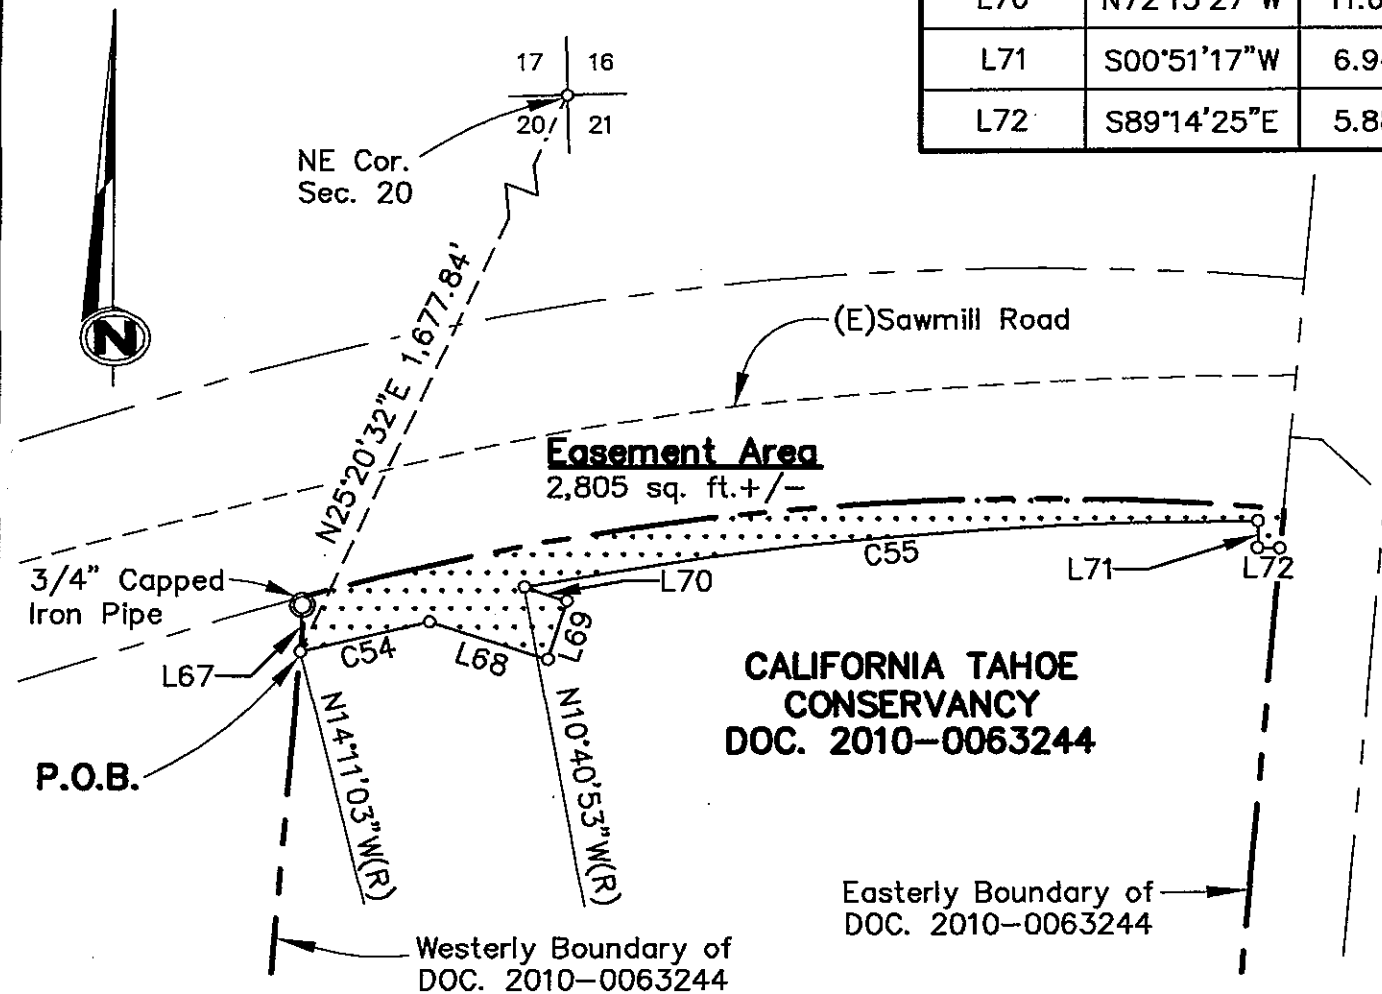 L71 S00°51'17"W
L72 S89°14'25"E
17 16
20 21
NE Cor.
Sec. 20
N25°20'32"E 1,677.84'
N
(E)Sawmill Road
Easement Area
2,805 sq. ft.+/-
3/4" Capped
Iron Pipe
L67
C54
L68
L69
L70
C55
L71
L72
P.O.B.
N14°11'03"W(R)
N10°40'53"W(R)
CALIFORNIA TAHOE
CONSERVANCY
DOC. 2010-0063244
Easterly Boundary of
DOC. 2010-0063244
Westerly Boundary of
DOC. 2010-0063244